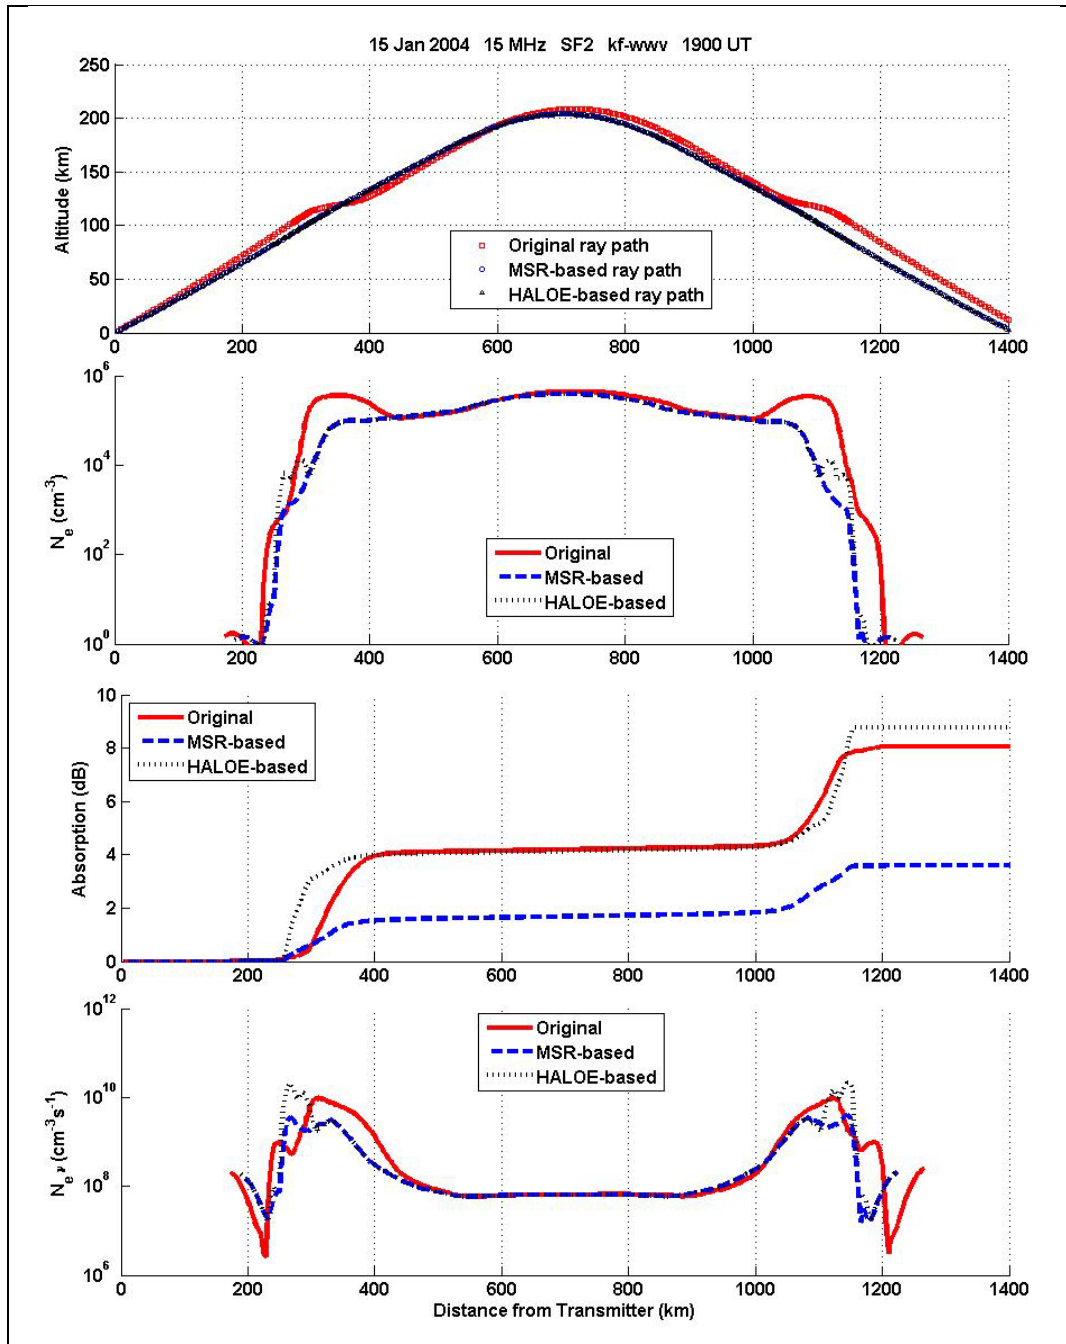 15 Jan 2004 15 MHz SF2 kf-wwv 1900 UT
250
200
150
100
50
0
Altitude (km)
Original ray path
MSR-based ray path
HALOE-based ray path
0 200 400 600 800 1000 1200 1400
10^6
10^4
10^2
10^0
N_e (cm^-3)
Original
MSR-based
HALOE-based
0 200 400 600 800 1000 1200 1400
10
8
6
4
2
0
Absorption (dB)
Original
MSR-based
HALOE-based
0 200 400 600 800 1000 1200 1400
10^12
10^10
10^8
10^6
N_e ν (cm^-3 s^-1)
Original
MSR-based
HALOE-based
0 200 400 600 800 1000 1200 1400
Distance from Transmitter (km)